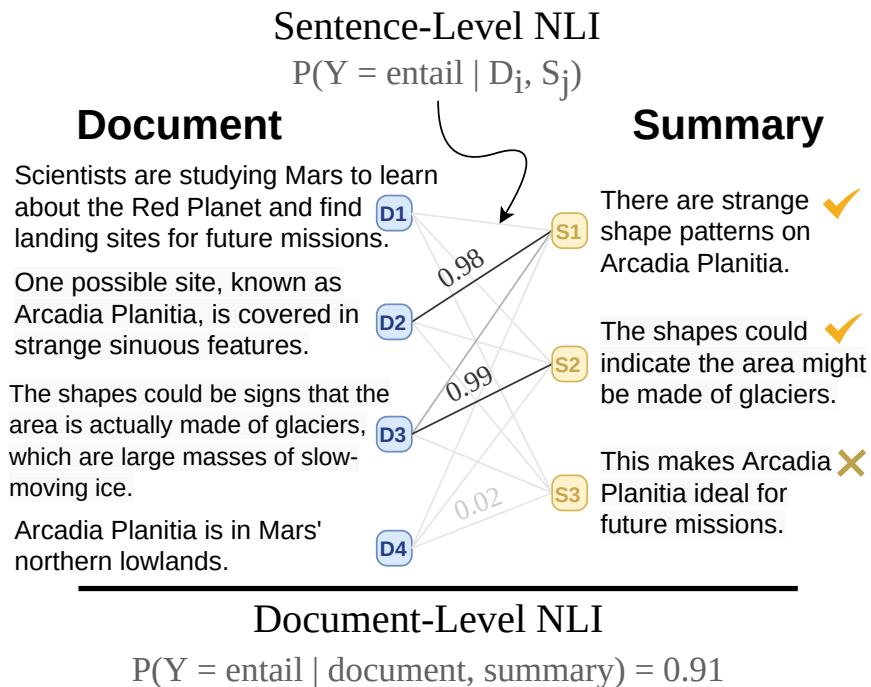 Sentence-Level NLI
P(Y = entail | Di, Sj)
Document
Summary
Scientists are studying Mars to learn
about the Red Planet and find
landing sites for future missions.
D1
One possible site, known as
Arcadia Planitia, is covered in
strange sinuous features.
D2
The shapes could be signs that the
area is actually made of glaciers,
which are large masses of slow-
moving ice.
D3
Arcadia Planitia is in Mars'
northern lowlands.
D4
0.98
0.99
0.02
S1
There are strange
shape patterns on
Arcadia Planitia.
S2
The shapes could
indicate the area might
be made of glaciers.
S3
This makes Arcadia
Planitia ideal for
future missions.
Document-Level NLI
P(Y = entail | document, summary) = 0.91